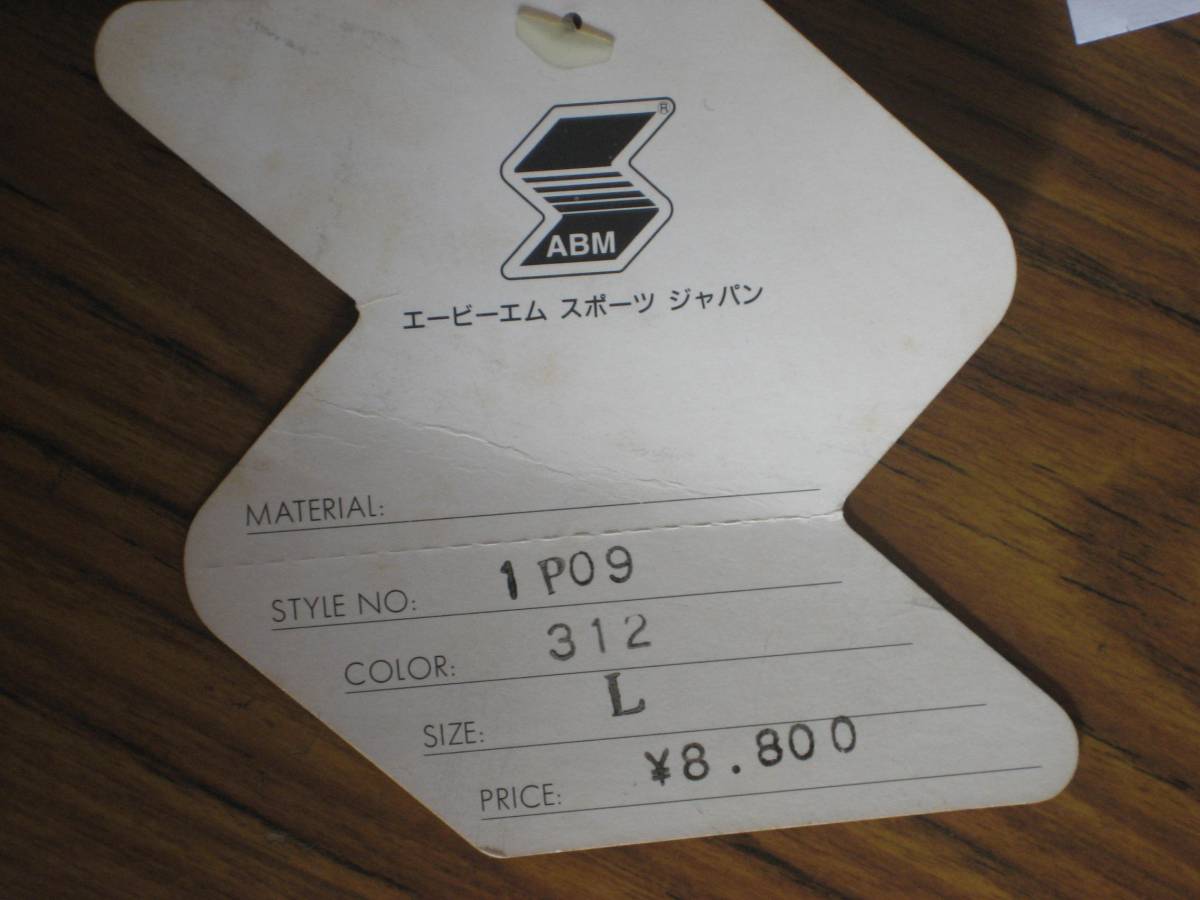 ®
ABM
エービーエム スポーツ ジャパン
MATERIAL:
STYLE NO: 1P09
COLOR: 312
SIZE: L
PRICE: ¥8.800